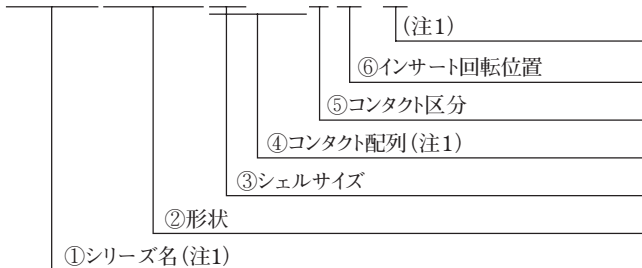 (注1)
⑥インサート回転位置
⑤コンタクト区分
④コンタクト配列(注1)
③シェルサイズ
②形状
①シリーズ名(注1)